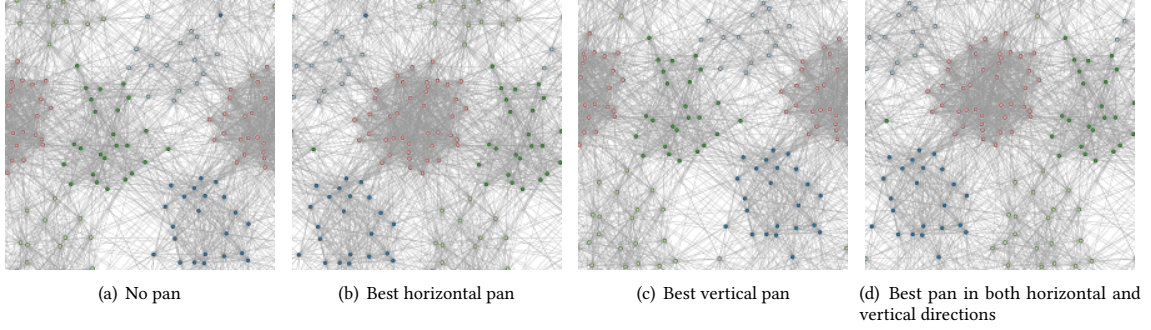 (a) No pan
(b) Best horizontal pan
(c) Best vertical pan
(d) Best pan in both horizontal and
vertical directions